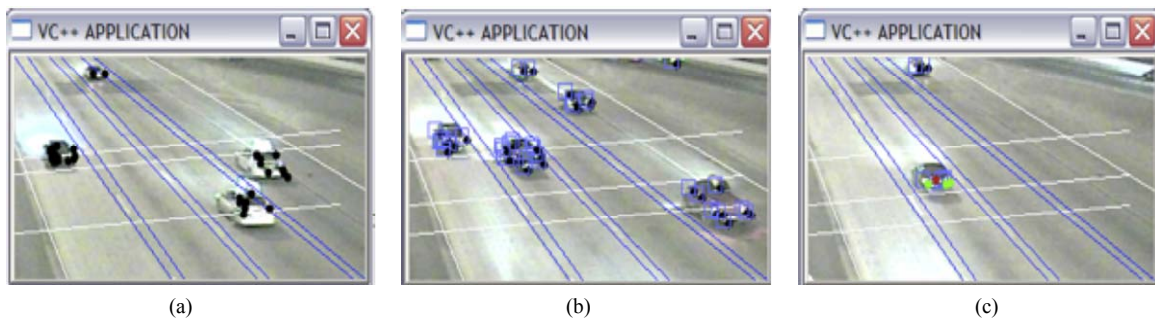 VC++ APPLICATION
VC++ APPLICATION
VC++ APPLICATION
(a)
(b)
(c)